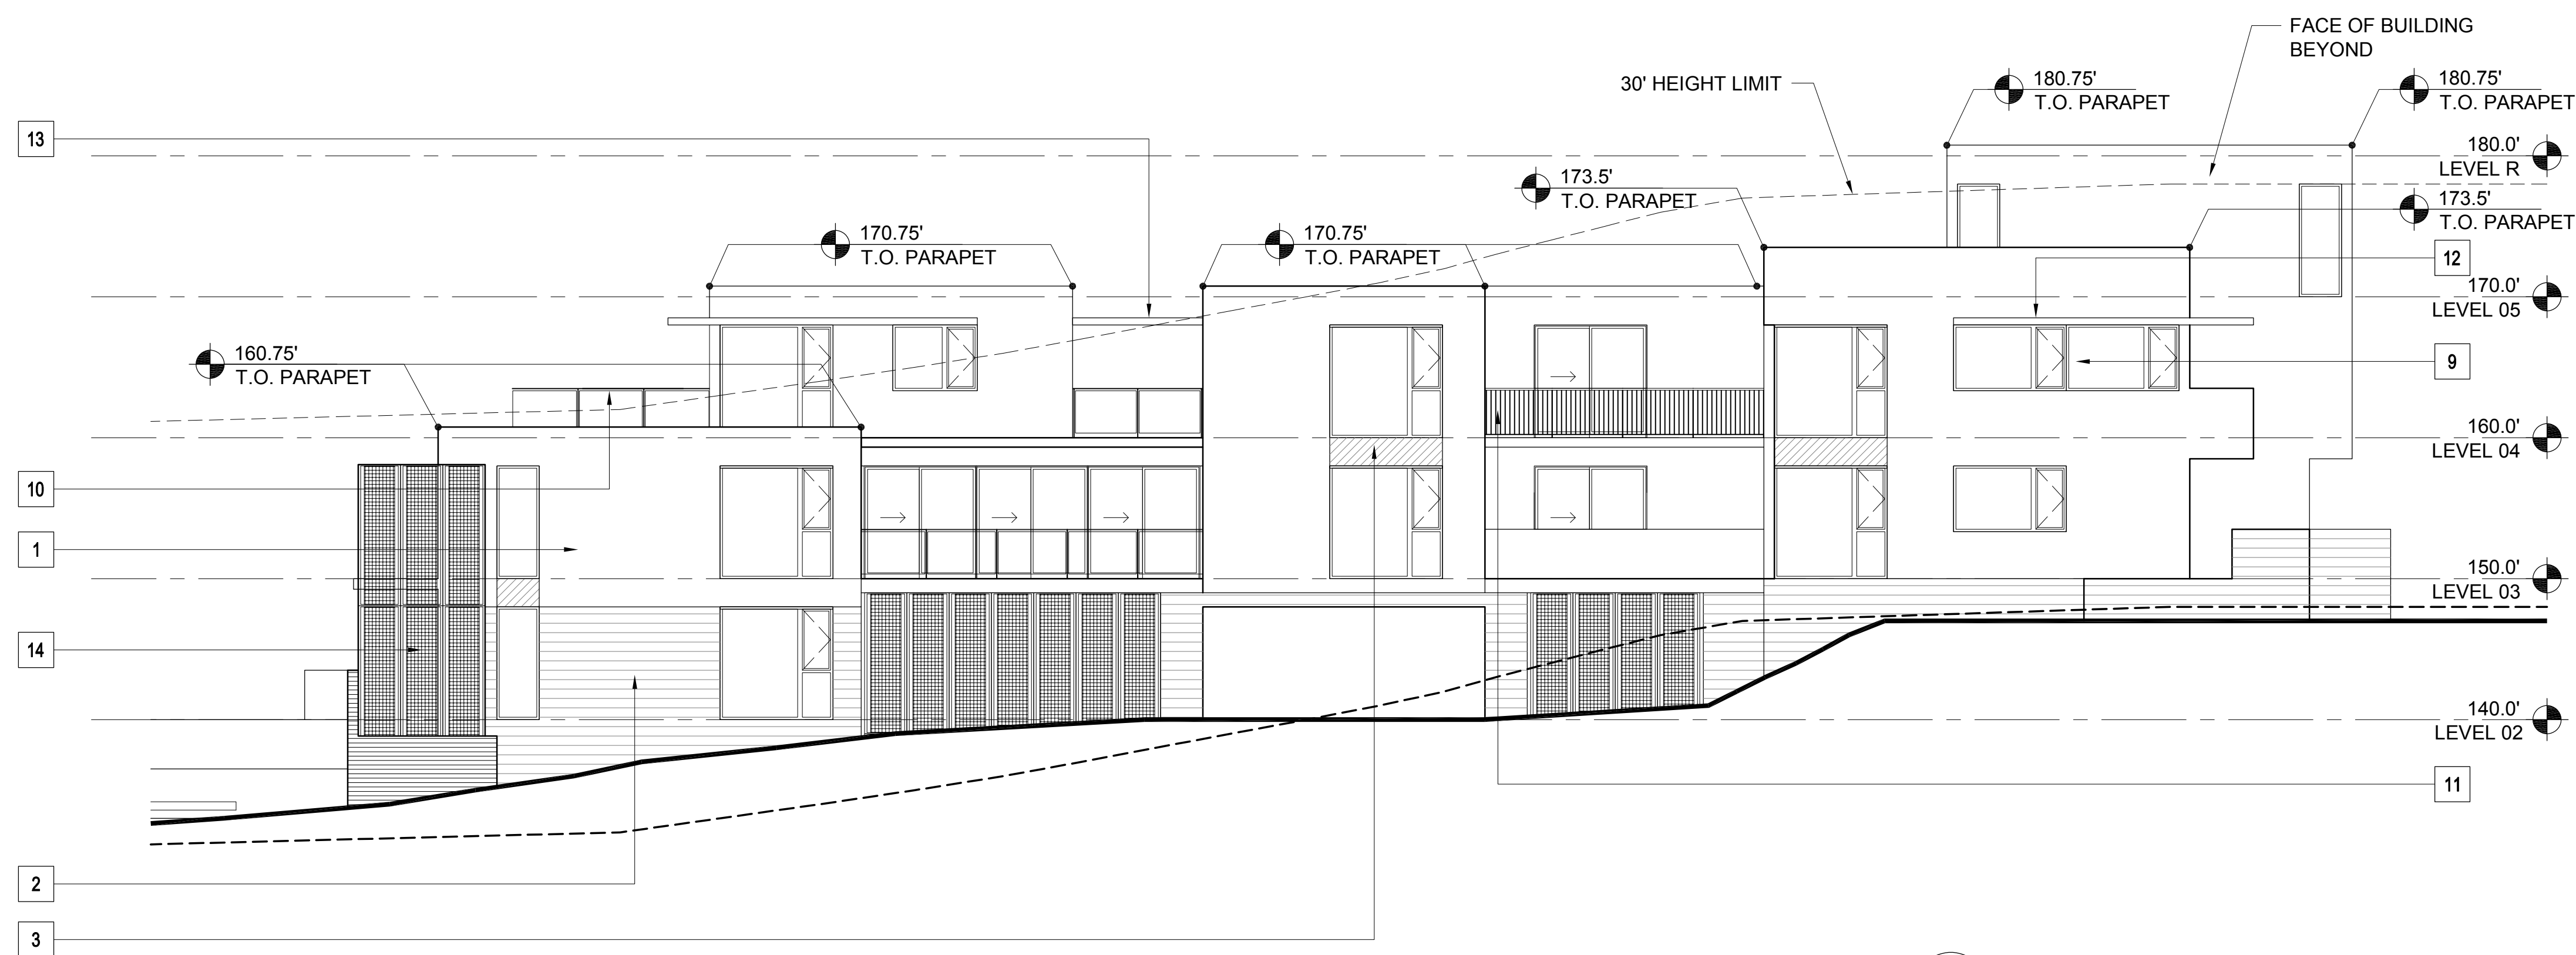 FACE OF BUILDING
BEYOND
30' HEIGHT LIMIT
180.75'
T.O. PARAPET
180.75'
T.O. PARAPET
13
180.0'
LEVEL R
173.5'
T.O. PARAPET
173.5'
T.O. PARAPET
170.75'
T.O. PARAPET
170.75'
T.O. PARAPET
12
170.0'
LEVEL 05
160.75'
T.O. PARAPET
9
160.0'
LEVEL 04
10
1
150.0'
LEVEL 03
14
140.0'
LEVEL 02
11
2
3